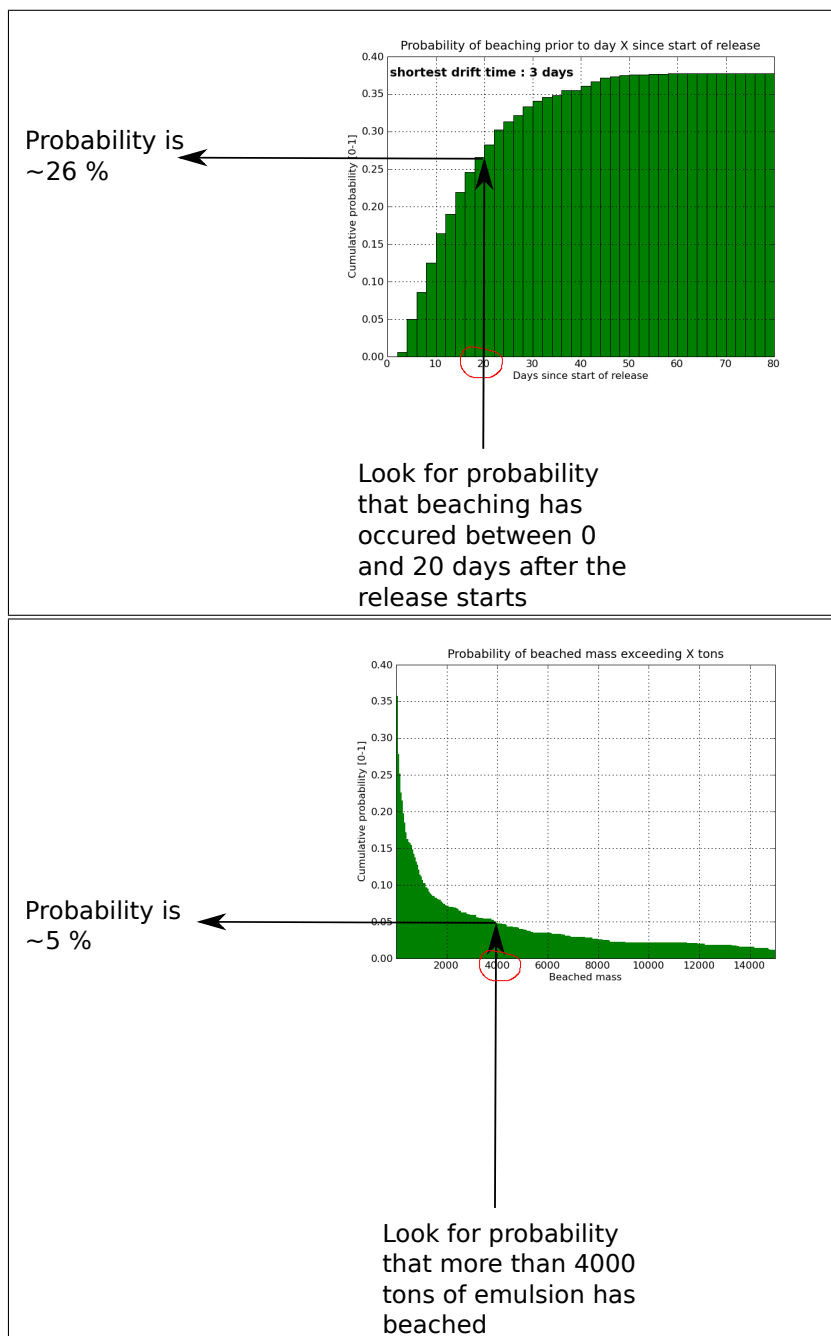 Probability of beaching prior to day X since start of release
0.40
shortest drift time : 3 days
0.35
0.30
Probability is
~26 %
0.25
0.20
0.15
0.10
0.05
0.00
Cumulative probability [0-1]
0 10 20 30 40 50 60 70 80
Days since start of release
Look for probability
that beaching has
occured between 0
and 20 days after the
release starts
Probability of beached mass exceeding X tons
0.40
0.35
0.30
0.25
0.20
0.15
0.10
Probability is
~5 %
0.05
0.00
Cumulative probability [0-1]
2000 4000 6000 8000 10000 12000 14000
Beached mass
Look for probability
that more than 4000
tons of emulsion has
beached